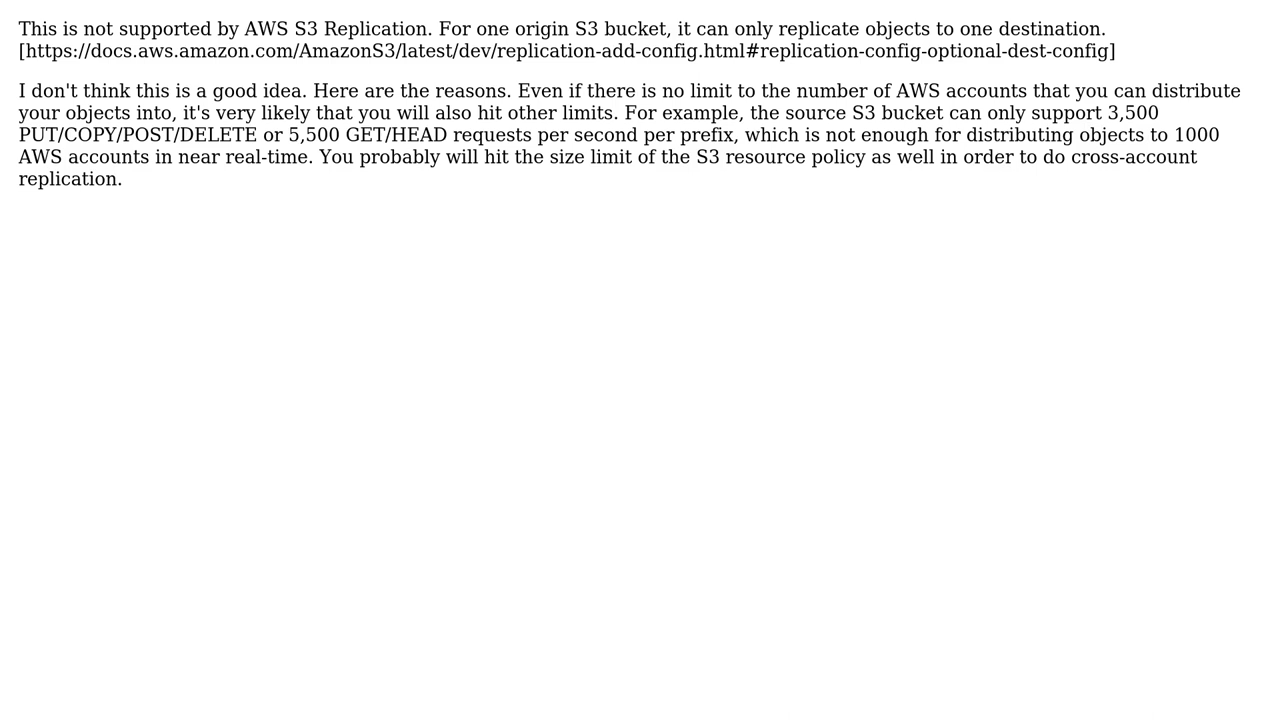 This is not supported by AWS S3 Replication. For one origin S3 bucket, it can only replicate objects to one destination.
[https://docs.aws.amazon.com/AmazonS3/latest/dev/replication-add-config.html#replication-config-optional-dest-config]
I don't think this is a good idea. Here are the reasons. Even if there is no limit to the number of AWS accounts that you can distribute
your objects into, it's very likely that you will also hit other limits. For example, the source S3 bucket can only support 3,500
PUT/COPY/POST/DELETE or 5,500 GET/HEAD requests per second per prefix, which is not enough for distributing objects to 1000
AWS accounts in near real-time. You probably will hit the size limit of the S3 resource policy as well in order to do cross-account
replication.